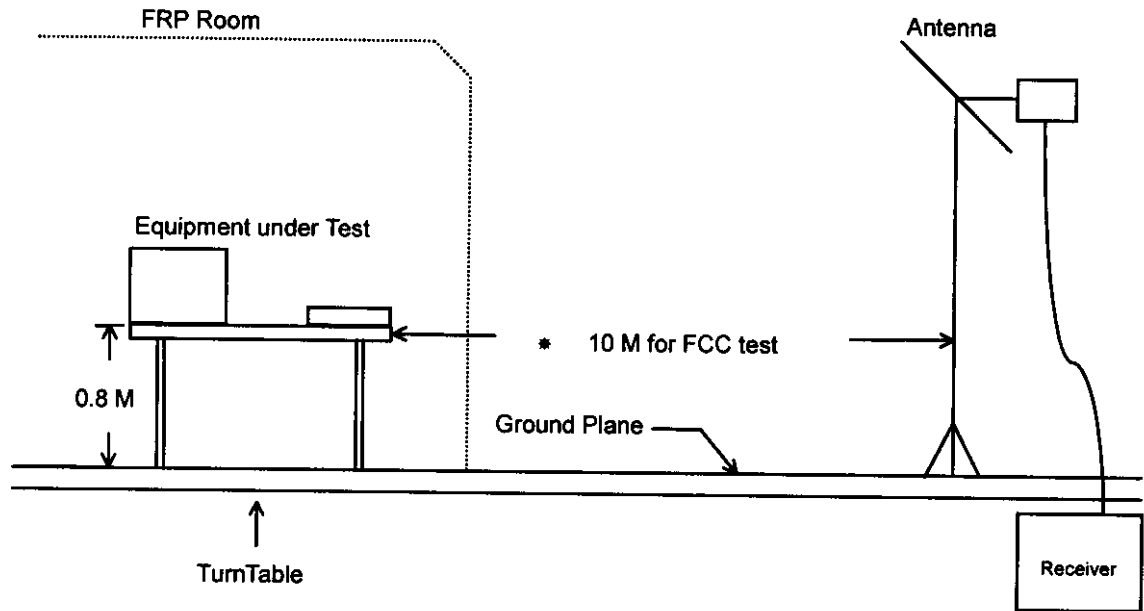 FRP Room
Antenna
Equipment under Test
* 10 M for FCC test
0.8 M
Ground Plane
TurnTable
Receiver